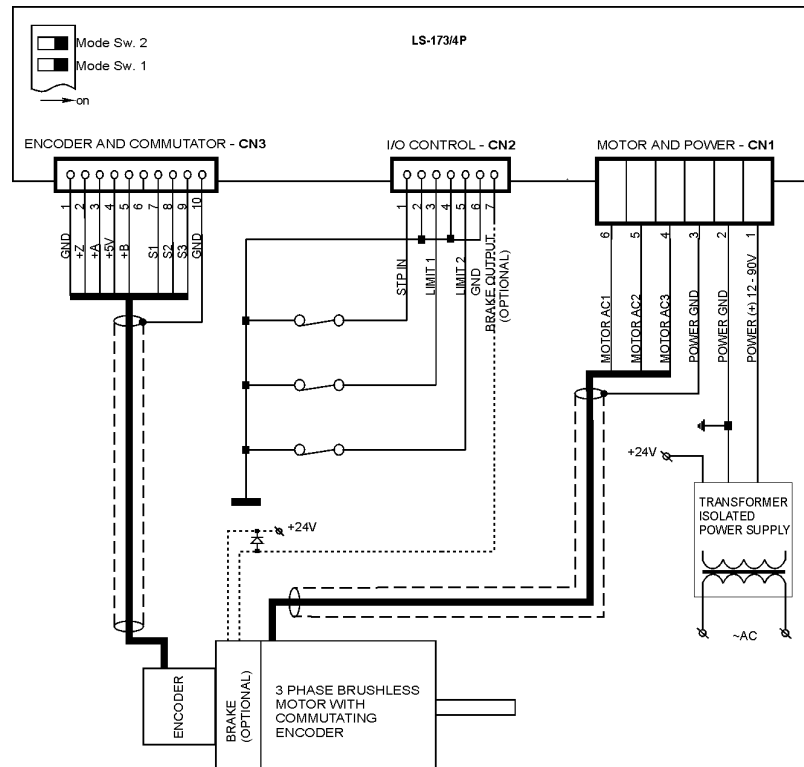 LS-173/4P
Mode Sw. 2
Mode Sw. 1
on
ENCODER AND COMMUTATOR - CN3
I/O CONTROL - CN2
MOTOR AND POWER - CN1
1 2 3 4 5 6 7 8 9 10
GND
+Z
+A
+5V
+B
S1
S2
S3
GND
1 2 3 4 5 6 7
STP IN
LIMIT 1
LIMIT 2
GND
BRAKE OUTPUT
(OPTIONAL)
6 5 4 3 2 1
MOTOR AC1
MOTOR AC2
MOTOR AC3
POWER GND
POWER GND
POWER (+) 12 - 90V
+24V
TRANSFORMER
ISOLATED
POWER SUPPLY
~AC
+24V
ENCODER
BRAKE
(OPTIONAL)
3 PHASE BRUSHLESS
MOTOR WITH
COMMUTATING
ENCODER